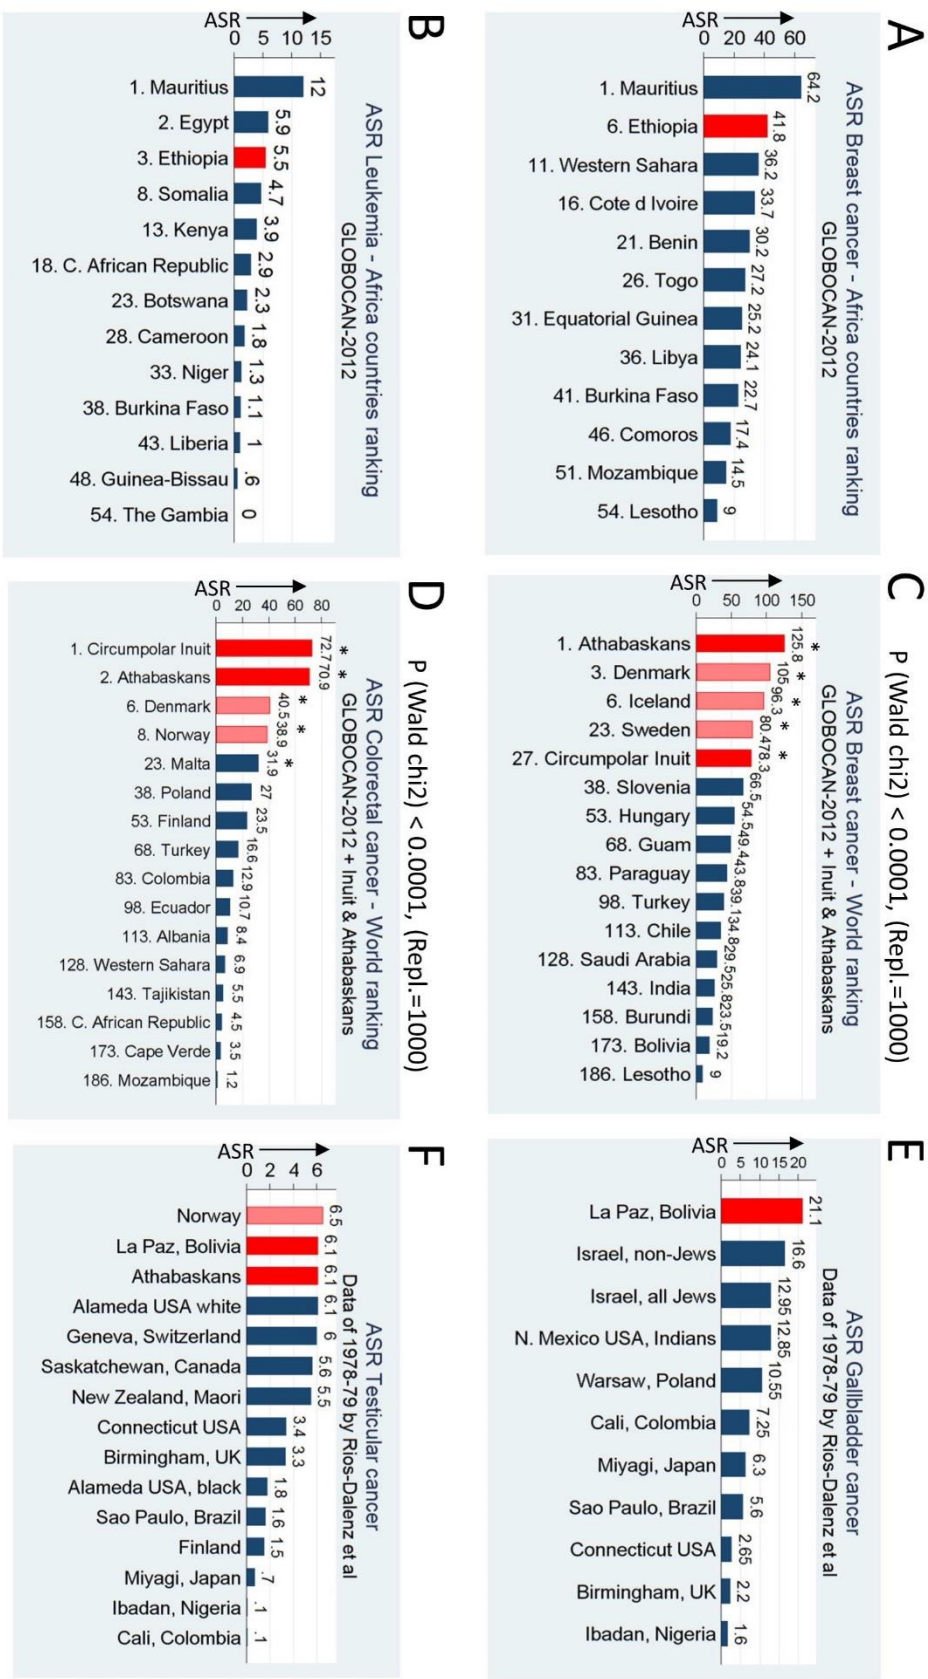 A
ASR Breast cancer - Africa countries ranking
GLOBOCAN-2012
ASR
0 20 40 60
1. Mauritius 64.2
6. Ethiopia 41.8
11. Western Sahara 36.2
16. Cote d Ivoire 33.7
21. Benin 30.2
26. Togo 27.2
31. Equatorial Guinea 25.2
36. Libya 24.1
41. Burkina Faso 22.7
46. Comoros 17.4
51. Mozambique 14.5
54. Lesotho 9
B
ASR Leukemia - Africa countries ranking
GLOBOCAN-2012
ASR
0 5 10 15
1. Mauritius 12
2. Egypt 5.9
3. Ethiopia 5.5
8. Somalia 4.7
13. Kenya 3.9
18. C. African Republic 2.9
23. Botswana 2.3
28. Cameroon 1.8
33. Niger 1.3
38. Burkina Faso 1.1
43. Liberia 1
48. Guinea-Bissau .6
54. The Gambia 0
C
P (Wald chi2) < 0.0001, (Repl.=1000)
ASR Breast cancer - World ranking
GLOBOCAN-2012 + Inuit & Athabaskans
ASR
0 50 100 150
1. Athabaskans 125.8 *
3. Denmark 105 *
6. Iceland 96.3 *
23. Sweden 80.4 *
27. Circumpolar Inuit 78.3 *
38. Slovenia 66.5
53. Hungary 54.5
68. Guam 49.4
83. Paraguay 43.8
98. Turkey 39.1
113. Chile 34.8
128. Saudi Arabia 29.5
143. India 25.8
158. Burundi 23.5
173. Bolivia 19.2
186. Lesotho 9
D
P (Wald chi2) < 0.0001, (Repl.=1000)
ASR Colorectal cancer - World ranking
GLOBOCAN-2012 + Inuit & Athabaskans
ASR
0 20 40 60 80
1. Circumpolar Inuit 72.7 *
2. Athabaskans 70.9 *
6. Denmark 40.5 *
8. Norway 38.9 *
23. Malta 31.9 *
38. Poland 27
53. Finland 23.5
68. Turkey 16.6
83. Colombia 12.9
98. Ecuador 10.7
113. Albania 8.4
128. Western Sahara 6.9
143. Tajikistan 5.5
158. C. African Republic 4.5
173. Cape Verde 3.5
186. Mozambique 1.2
E
ASR Gallbladder cancer
Data of 1978-79 by Rios-Dalenz et al
ASR
0 5 10 15 20
La Paz, Bolivia 21.1
Israel, non-Jews 16.6
Israel, all Jews 12.95
N. Mexico USA, Indians 12.85
Warsaw, Poland 10.55
Cali, Colombia 7.25
Miyagi, Japan 6.3
Sao Paulo, Brazil 5.6
Connecticut USA 2.65
Birmingham, UK 2.2
Ibadan, Nigeria 1.6
F
ASR Testicular cancer
Data of 1978-79 by Rios-Dalenz et al
ASR
0 2 4 6
Norway 6.5
La Paz, Bolivia 6.1
Athabaskans 6.1
Alameda USA white 6.1
Geneva, Switzerland 6
Saskatchewan, Canada 5.6
New Zealand, Maori 5.5
Connecticut USA 3.4
Birmingham, UK 3.3
Alameda USA, black 1.8
Sao Paulo, Brazil 1.6
Finland 1.5
Miyagi, Japan .7
Ibadan, Nigeria .1
Cali, Colombia .1